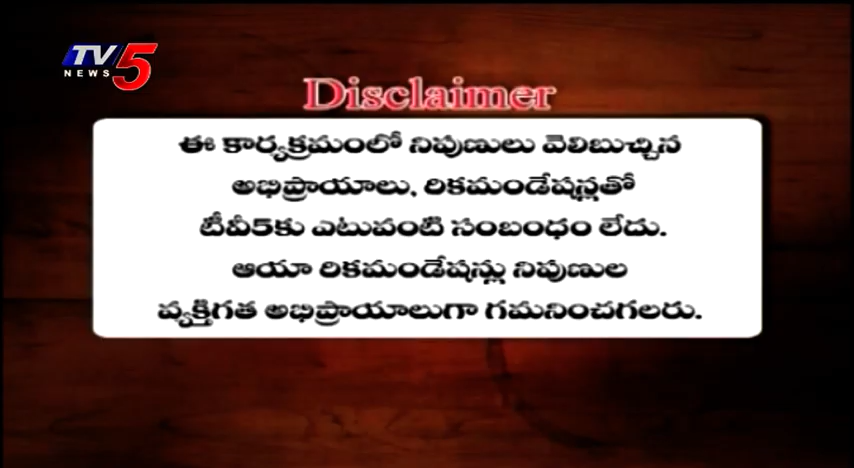 TV5
NEWS
Disclaimer
ఈ కార్యక్రమంలో నిపుణులు వెలిబుచ్చిన
అభిప్రాయాలు, రికమండేషన్లతో
టీవీ5కు ఎటువంటి సంబంధం లేదు.
ఆయా రికమండేషన్లు నిపుణుల
వ్యక్తిగత అభిప్రాయాలుగా గమనించగలరు.